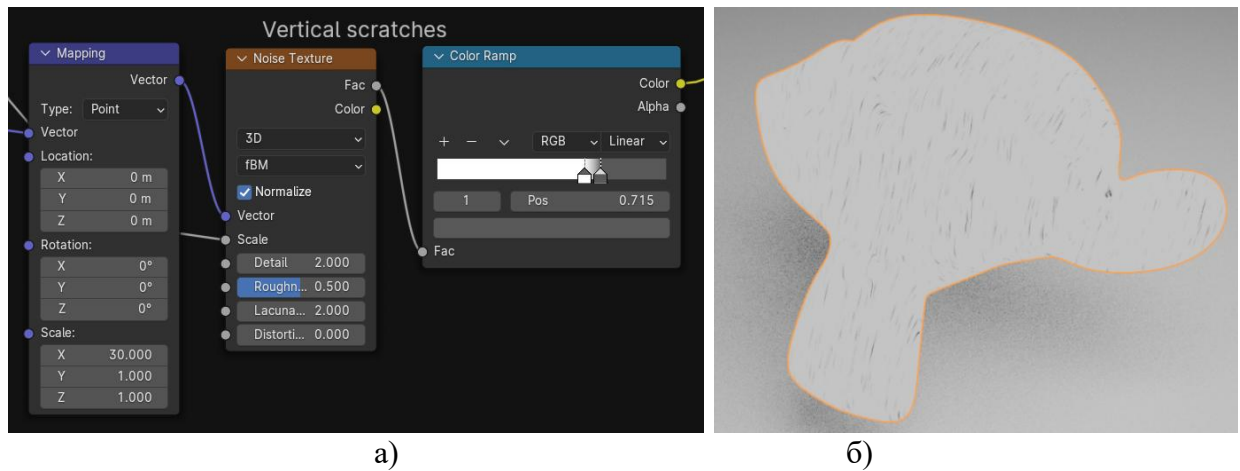 Vertical scratches
Mapping
Vector
Type: Point
Vector
Location:
X 0 m
Y 0 m
Z 0 m
Rotation:
X 0°
Y 0°
Z 0°
Scale:
X 30.000
Y 1.000
Z 1.000
Noise Texture
Fac
Color
3D
fBM
Normalize
Vector
Scale
Detail 2.000
Roughn... 0.500
Lacuna... 2.000
Distorti... 0.000
Color Ramp
Color
Alpha
+ − RGB Linear
1 Pos 0.715
Fac
а) б)